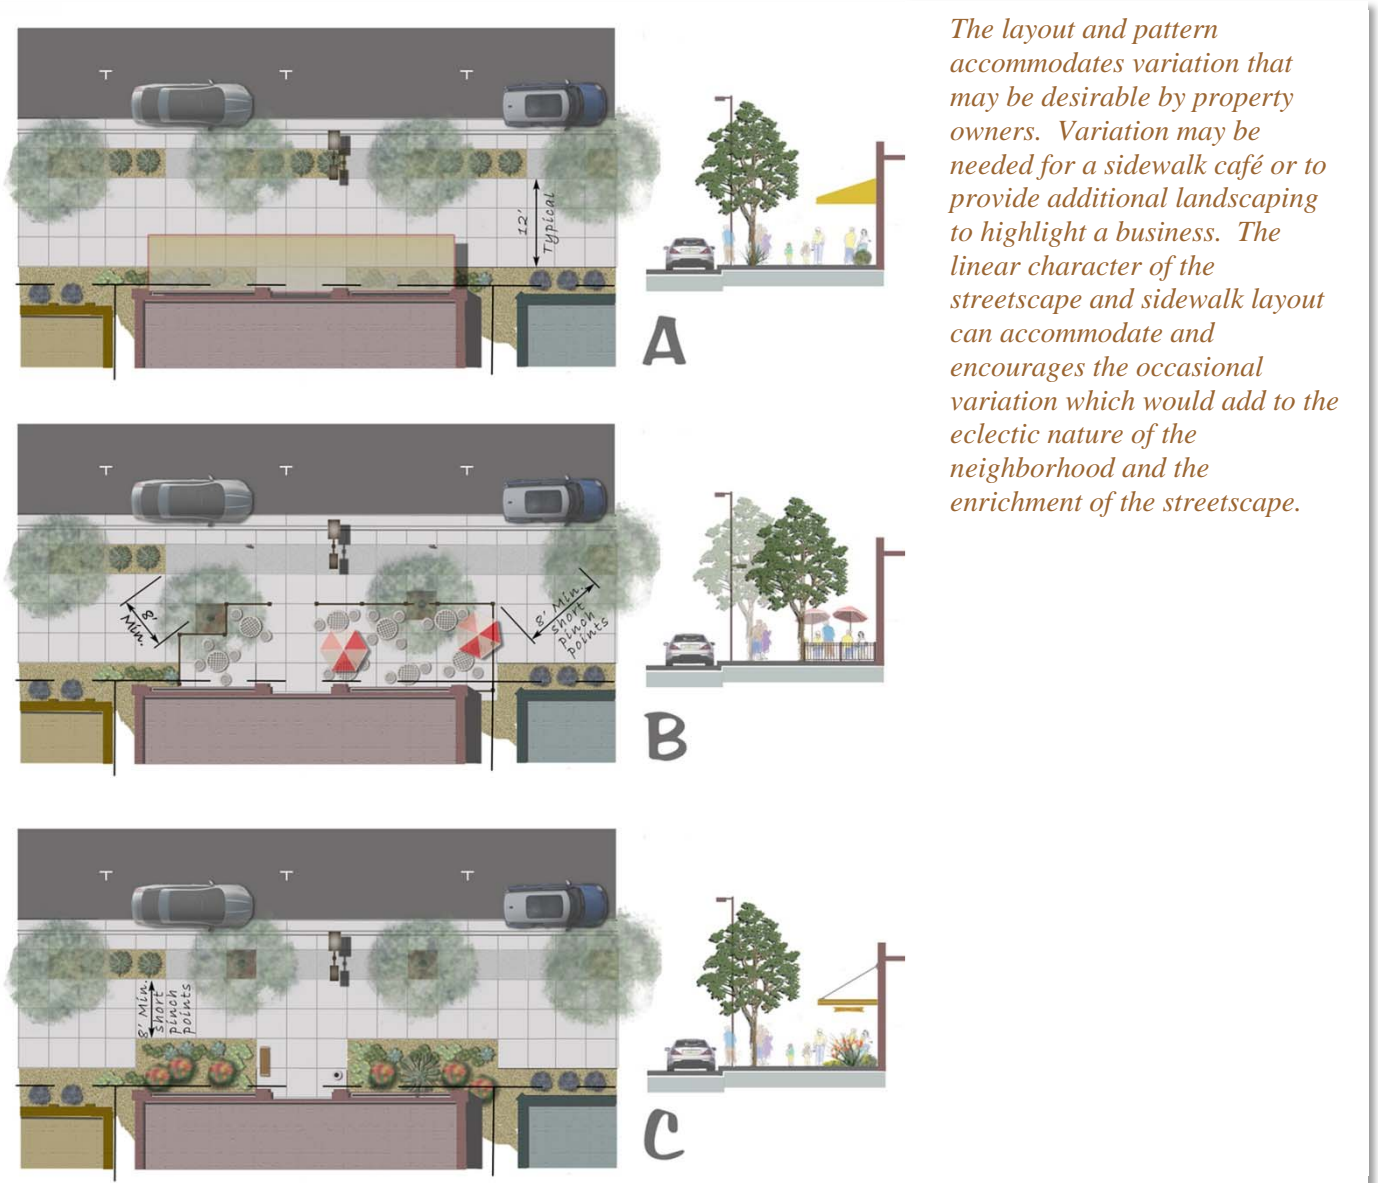 The layout and pattern
accommodates variation that
may be desirable by property
owners.  Variation may be
needed for a sidewalk café or to
provide additional landscaping
to highlight a business.  The
linear character of the
streetscape and sidewalk layout
can accommodate and
encourages the occasional
variation which would add to the
eclectic nature of the
neighborhood and the
enrichment of the streetscape.
12'
Typical
A
8'
Min.
8' Min.
short
pinch
points
B
8' Min.
short
pinch
points
C